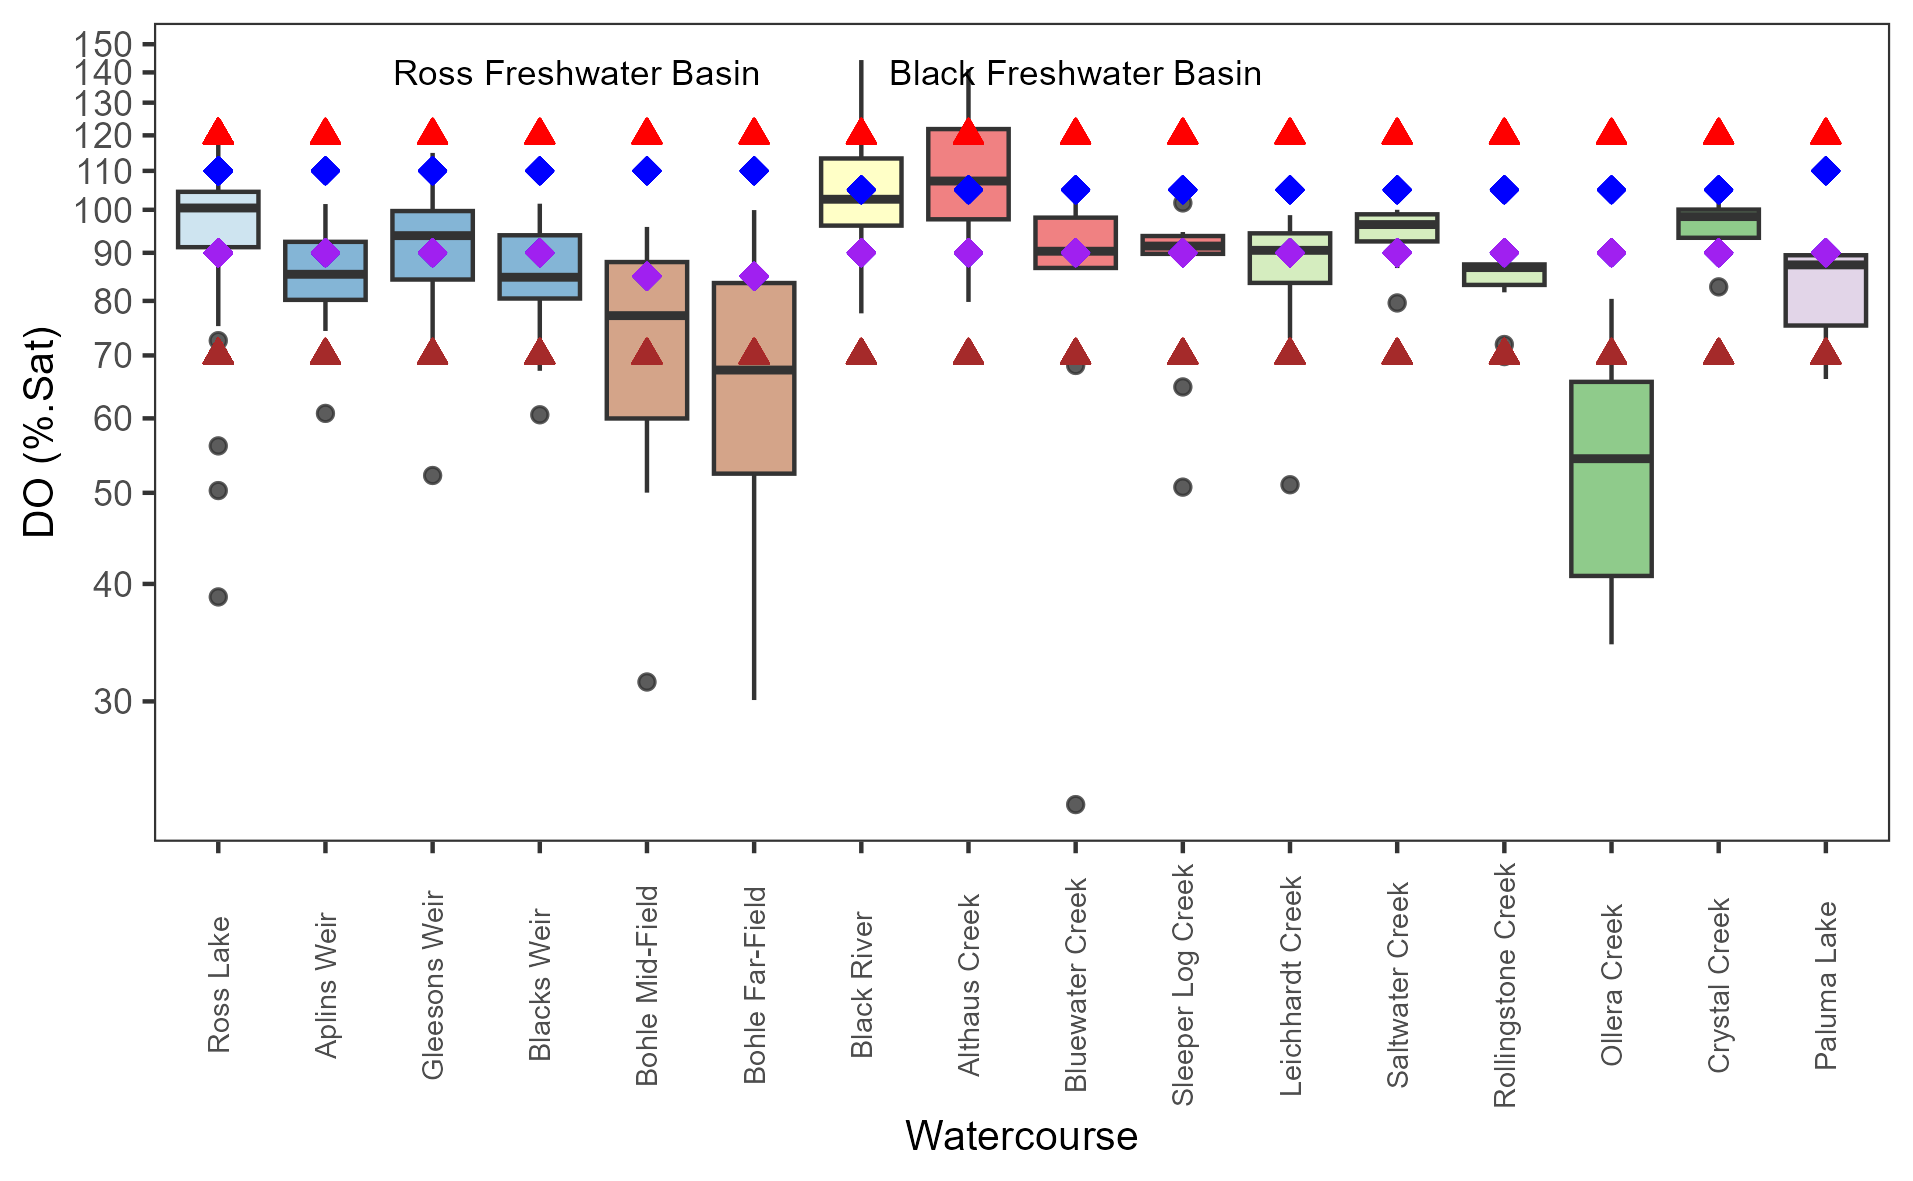 Ross Freshwater Basin
Black Freshwater Basin
150
140
130
120
110
100
90
80
70
60
50
40
30
DO (%.Sat)
Ross Lake
Aplins Weir
Gleesons Weir
Blacks Weir
Bohle Mid-Field
Bohle Far-Field
Black River
Althaus Creek
Bluewater Creek
Sleeper Log Creek
Leichhardt Creek
Saltwater Creek
Rollingstone Creek
Ollera Creek
Crystal Creek
Paluma Lake
Watercourse